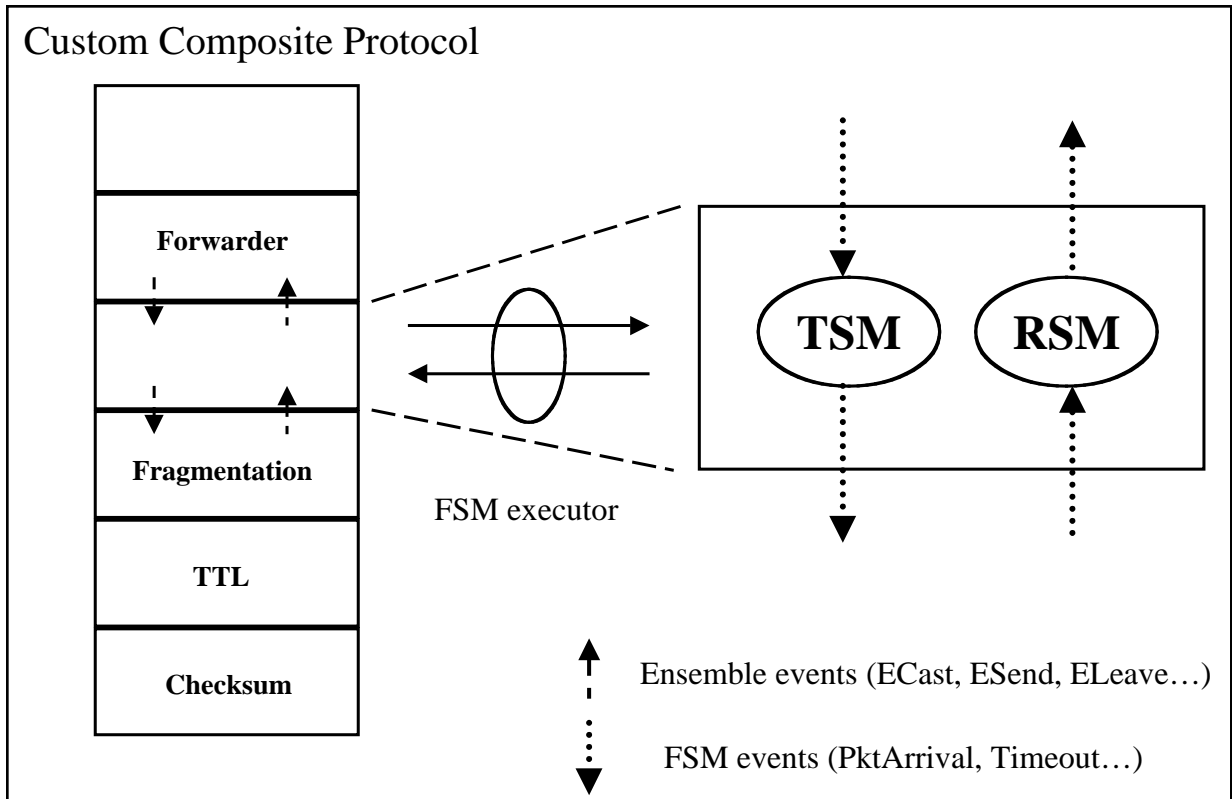 Custom Composite Protocol
Forwarder
Fragmentation
TTL
Checksum
FSM executor
TSM
RSM
Ensemble events (ECast, ESend, ELeave…)
FSM events (PktArrival, Timeout…)